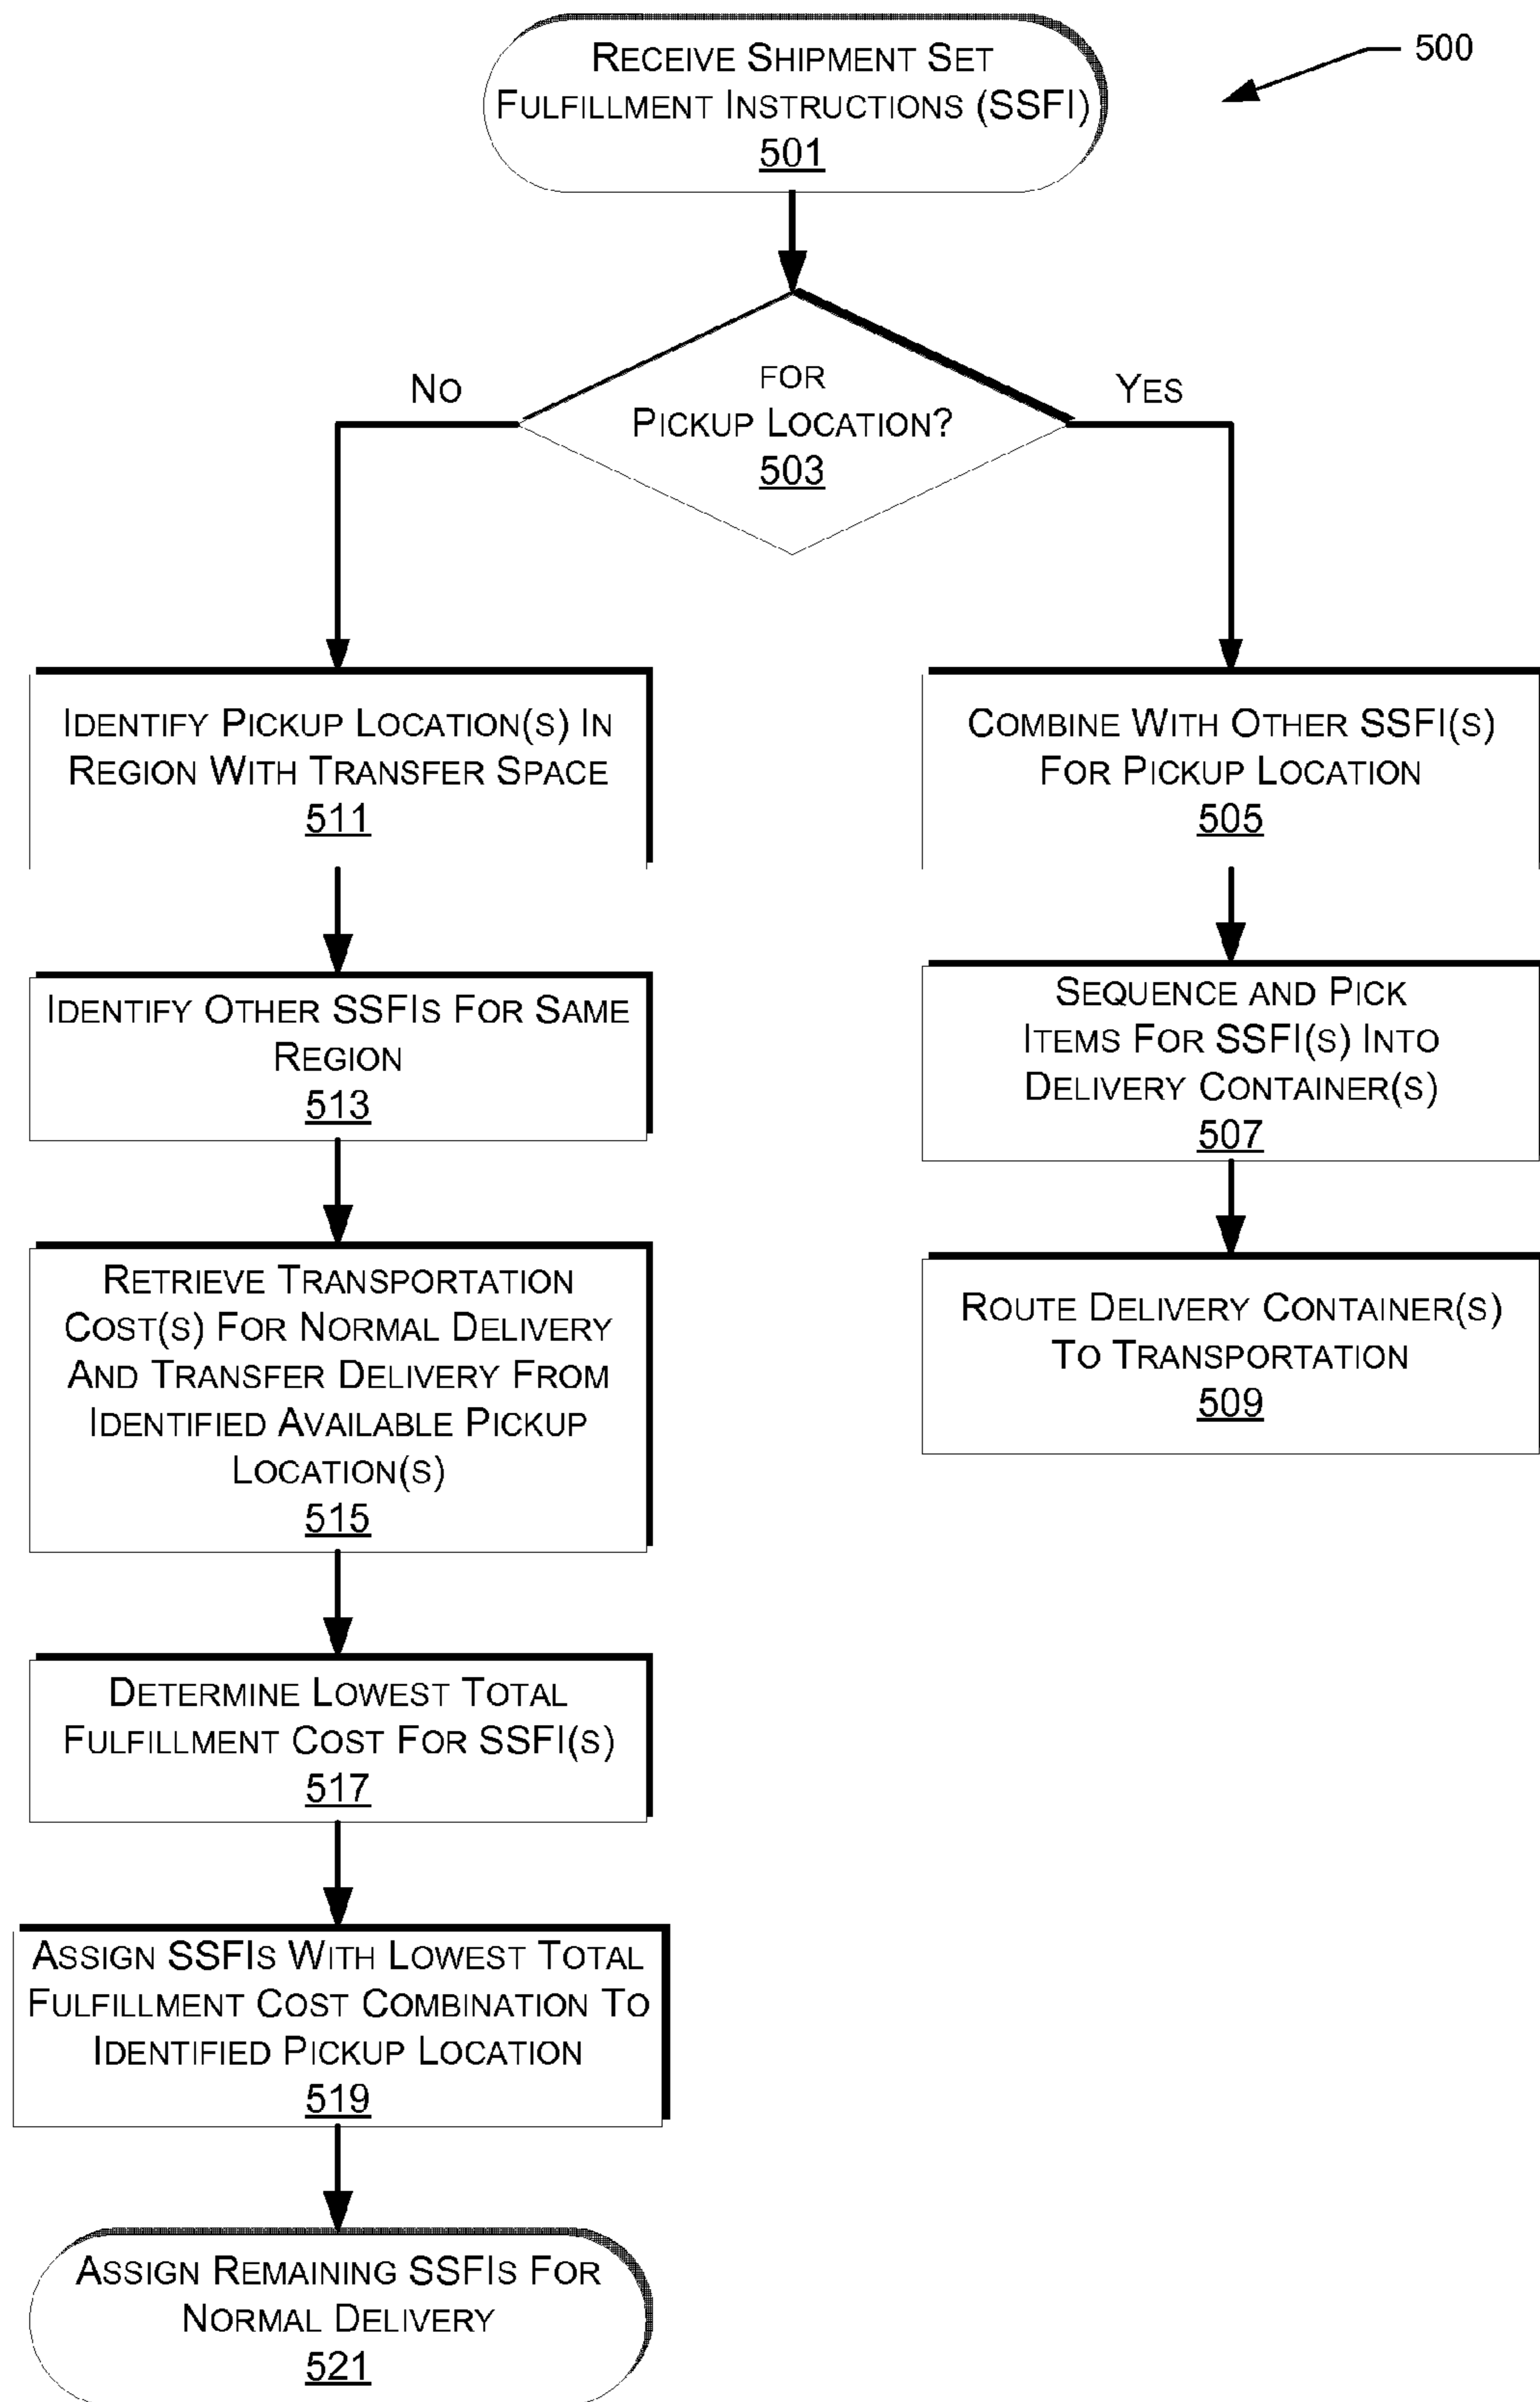 RECEIVE SHIPMENT SET
FULFILLMENT INSTRUCTIONS (SSFI)
501
500
FOR
PICKUP LOCATION?
503
NO
YES
IDENTIFY PICKUP LOCATION(S) IN
REGION WITH TRANSFER SPACE
511
IDENTIFY OTHER SSFIS FOR SAME
REGION
513
RETRIEVE TRANSPORTATION
COST(S) FOR NORMAL DELIVERY
AND TRANSFER DELIVERY FROM
IDENTIFIED AVAILABLE PICKUP
LOCATION(S)
515
DETERMINE LOWEST TOTAL
FULFILLMENT COST FOR SSFI(S)
517
ASSIGN SSFIS WITH LOWEST TOTAL
FULFILLMENT COST COMBINATION TO
IDENTIFIED PICKUP LOCATION
519
ASSIGN REMAINING SSFIS FOR
NORMAL DELIVERY
521
COMBINE WITH OTHER SSFI(S)
FOR PICKUP LOCATION
505
SEQUENCE AND PICK
ITEMS FOR SSFI(S) INTO
DELIVERY CONTAINER(S)
507
ROUTE DELIVERY CONTAINER(S)
TO TRANSPORTATION
509